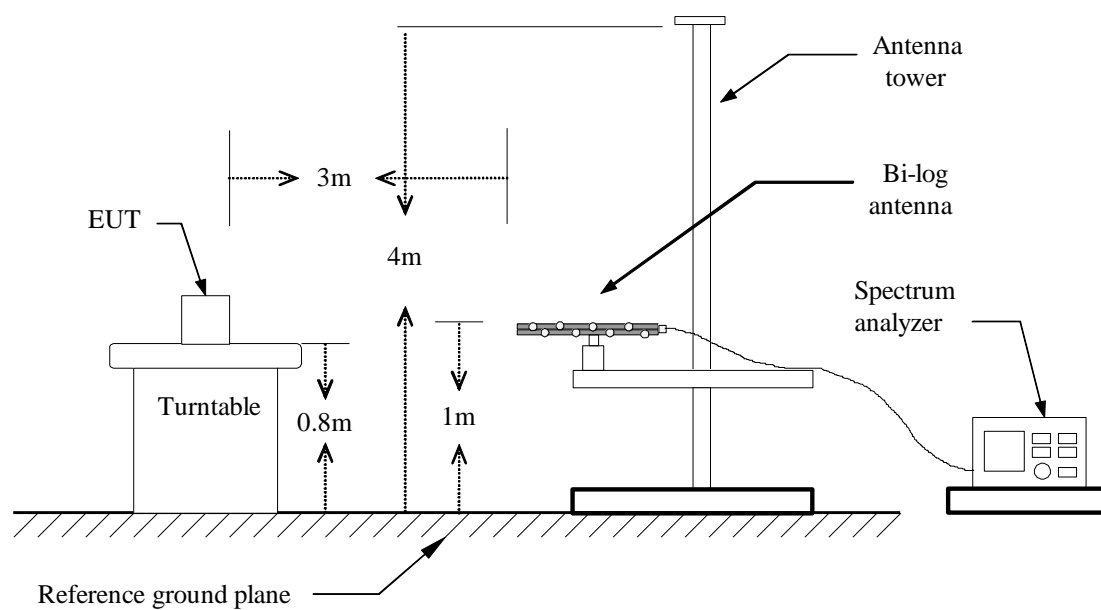 Antenna
tower
3m
Bi-log
antenna
EUT
4m
Spectrum
analyzer
Turntable
0.8m
1m
Reference ground plane